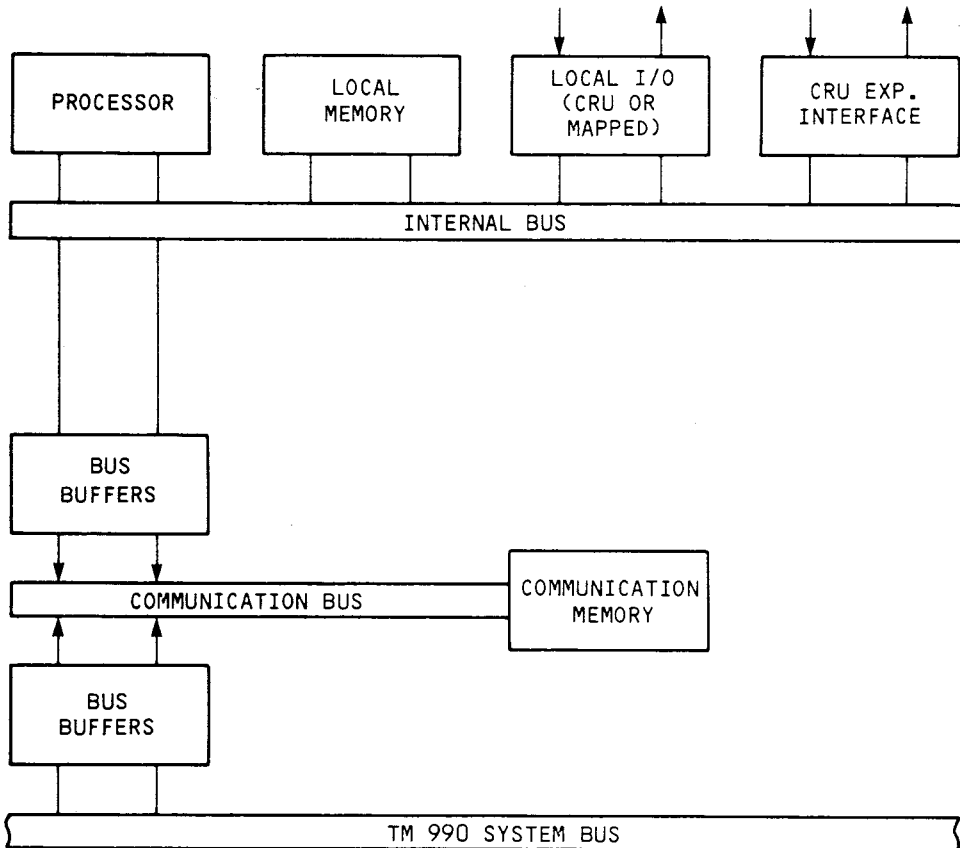 PROCESSOR
LOCAL
MEMORY
LOCAL I/O
(CRU OR
MAPPED)
CRU EXP.
INTERFACE
INTERNAL BUS
BUS
BUFFERS
COMMUNICATION BUS
COMMUNICATION
MEMORY
BUS
BUFFERS
TM 990 SYSTEM BUS